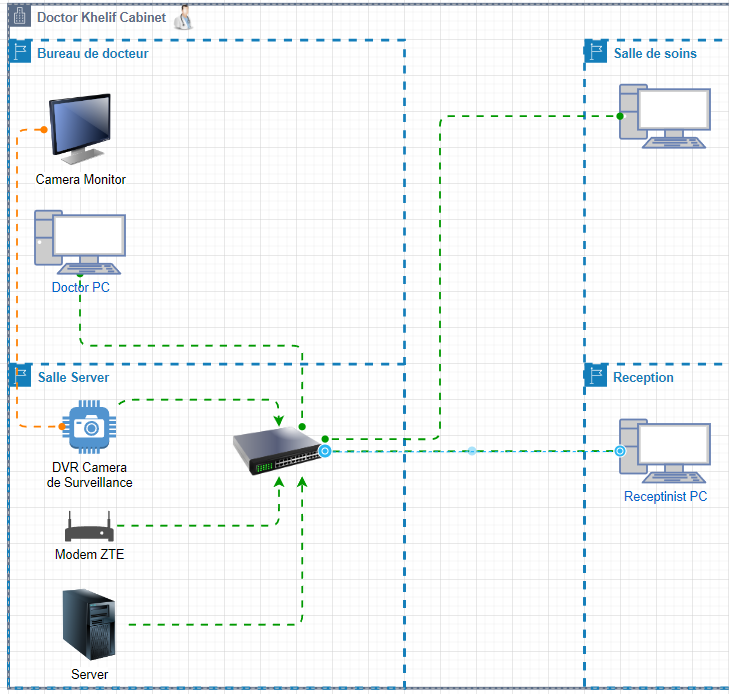 Doctor Khelif Cabinet
Bureau de docteur
Salle de soins
Camera Monitor
Doctor PC
Salle Server
Reception
DVR Camera
de Surveillance
Receptinist PC
Modem ZTE
Server